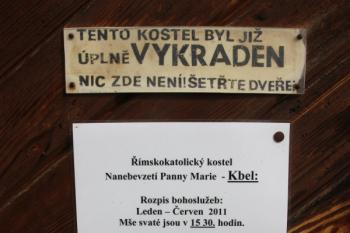 TENTO KOSTEL BYL JIŽ
ÚPLNĚ VYKRADEN
NIC ZDE NENÍ! ŠETŘTE DVEŘE!
Římskokatolický kostel
Nanebevzetí Panny Marie - Kbel:
Rozpis bohoslužeb:
Leden – Červen 2011
Mše svaté jsou v 15 30. hodin.